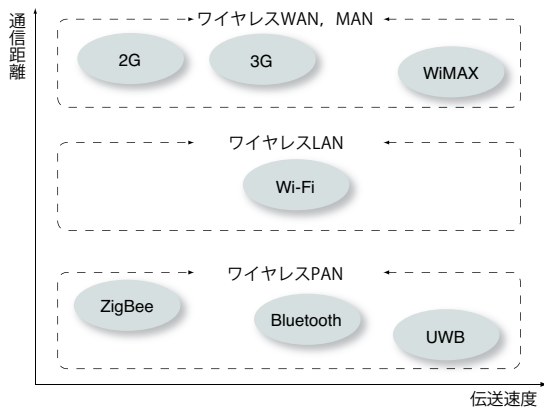 通信距離
ワイヤレスWAN，MAN
2G
3G
WiMAX
ワイヤレスLAN
Wi-Fi
ワイヤレスPAN
ZigBee
Bluetooth
UWB
伝送速度